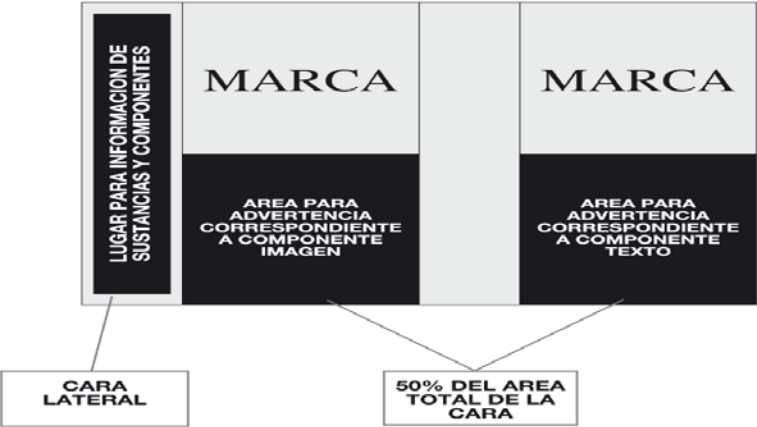 LUGAR PARA INFORMACION DE
SUSTANCIAS Y COMPONENTES
MARCA
AREA PARA
ADVERTENCIA
CORRESPONDIENTE
A COMPONENTE
IMAGEN
MARCA
AREA PARA
ADVERTENCIA
CORRESPONDIENTE
A COMPONENTE
TEXTO
CARA
LATERAL
50% DEL AREA
TOTAL DE LA
CARA